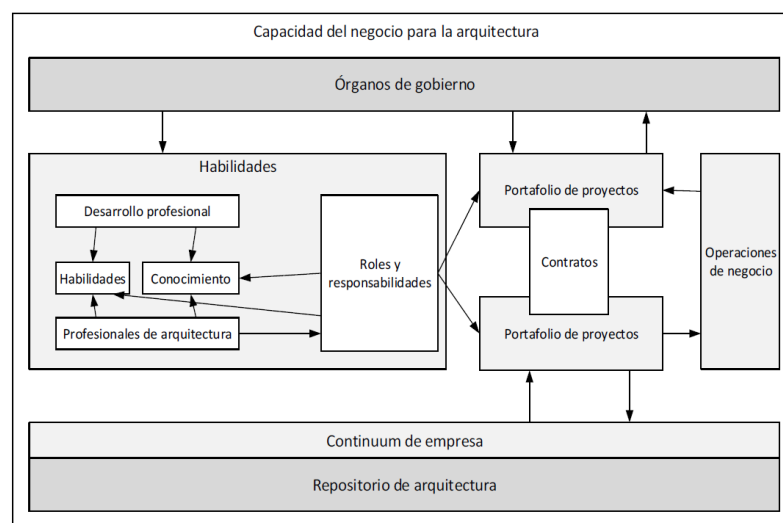 Capacidad del negocio para la arquitectura
Órganos de gobierno
Habilidades
Desarrollo profesional
Habilidades
Conocimiento
Profesionales de arquitectura
Roles y
responsabilidades
Portafolio de proyectos
Contratos
Portafolio de proyectos
Operaciones
de negocio
Continuum de empresa
Repositorio de arquitectura